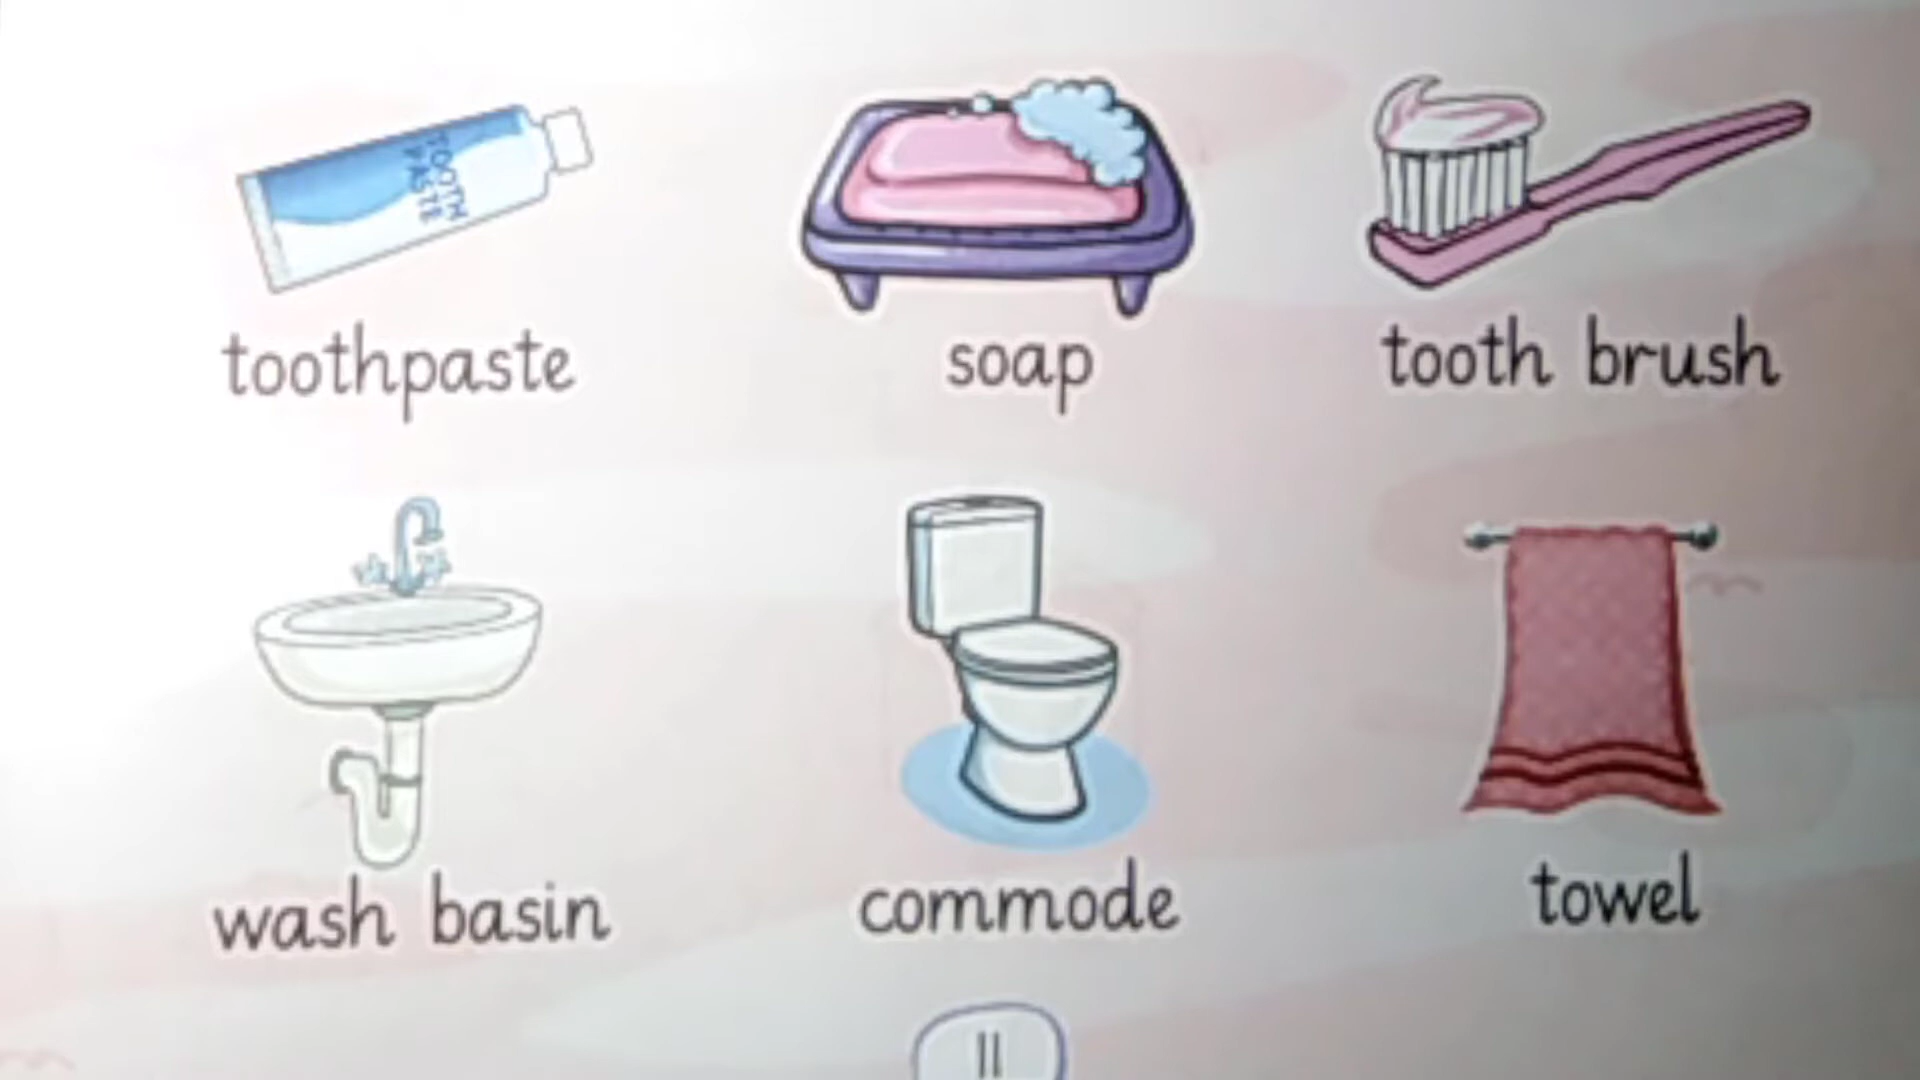 TOOTH
PASTE
toothpaste
soap
tooth brush
wash basin
commode
towel
11